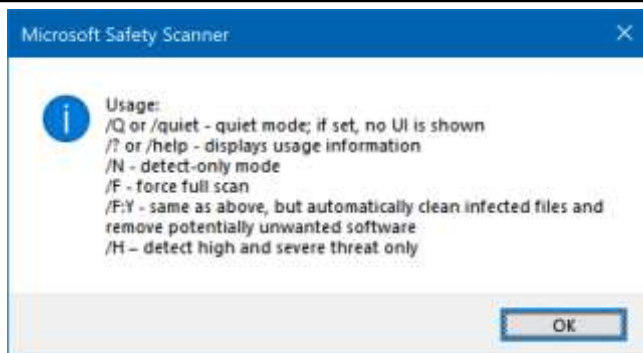 Microsoft Safety Scanner
Usage:
/Q or /quiet - quiet mode; if set, no UI is shown
/? or /help - displays usage information
/N - detect-only mode
/F - force full scan
/F:Y - same as above, but automatically clean infected files and
remove potentially unwanted software
/H – detect high and severe threat only
OK